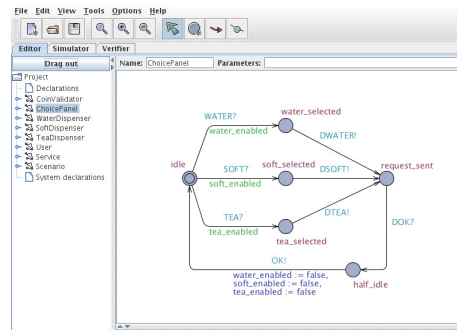 File Edit View Tools Options Help
Editor Simulator Verifier
Drag out
Name: ChoicePanel Parameters:
Project
Declarations
CoinValidator
ChoicePanel
WaterDispenser
SoftDispenser
TeaDispenser
User
Service
Scenario
System declarations
WATER?
water_enabled
water_selected
DWATER!
idle
SOFT?
soft_enabled
soft_selected
DSOFT!
request_sent
TEA?
tea_enabled
tea_selected
DTEA!
DOK?
OK!
water_enabled := false,
soft_enabled := false,
tea_enabled := false
half_idle